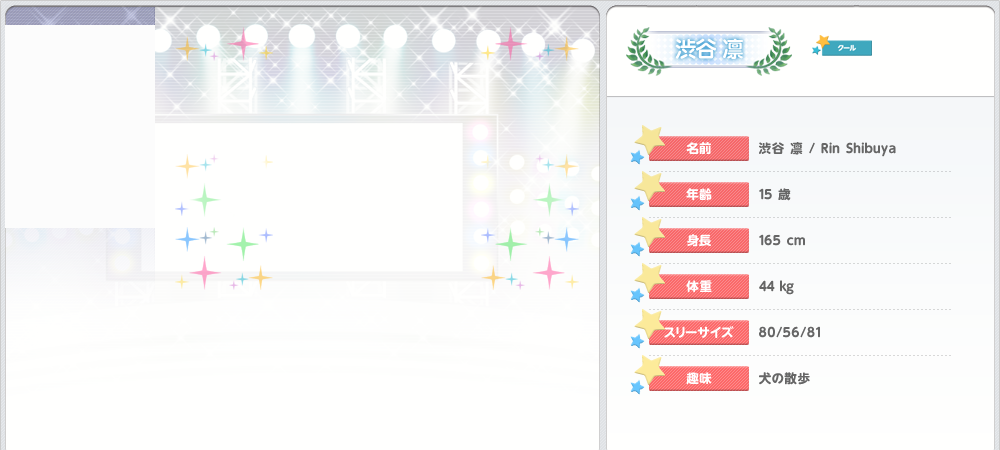 渋谷 凛
クール
名前 渋谷 凛 / Rin Shibuya
年齢 15 歳
身長 165 cm
体重 44 kg
スリーサイズ 80/56/81
趣味 犬の散歩